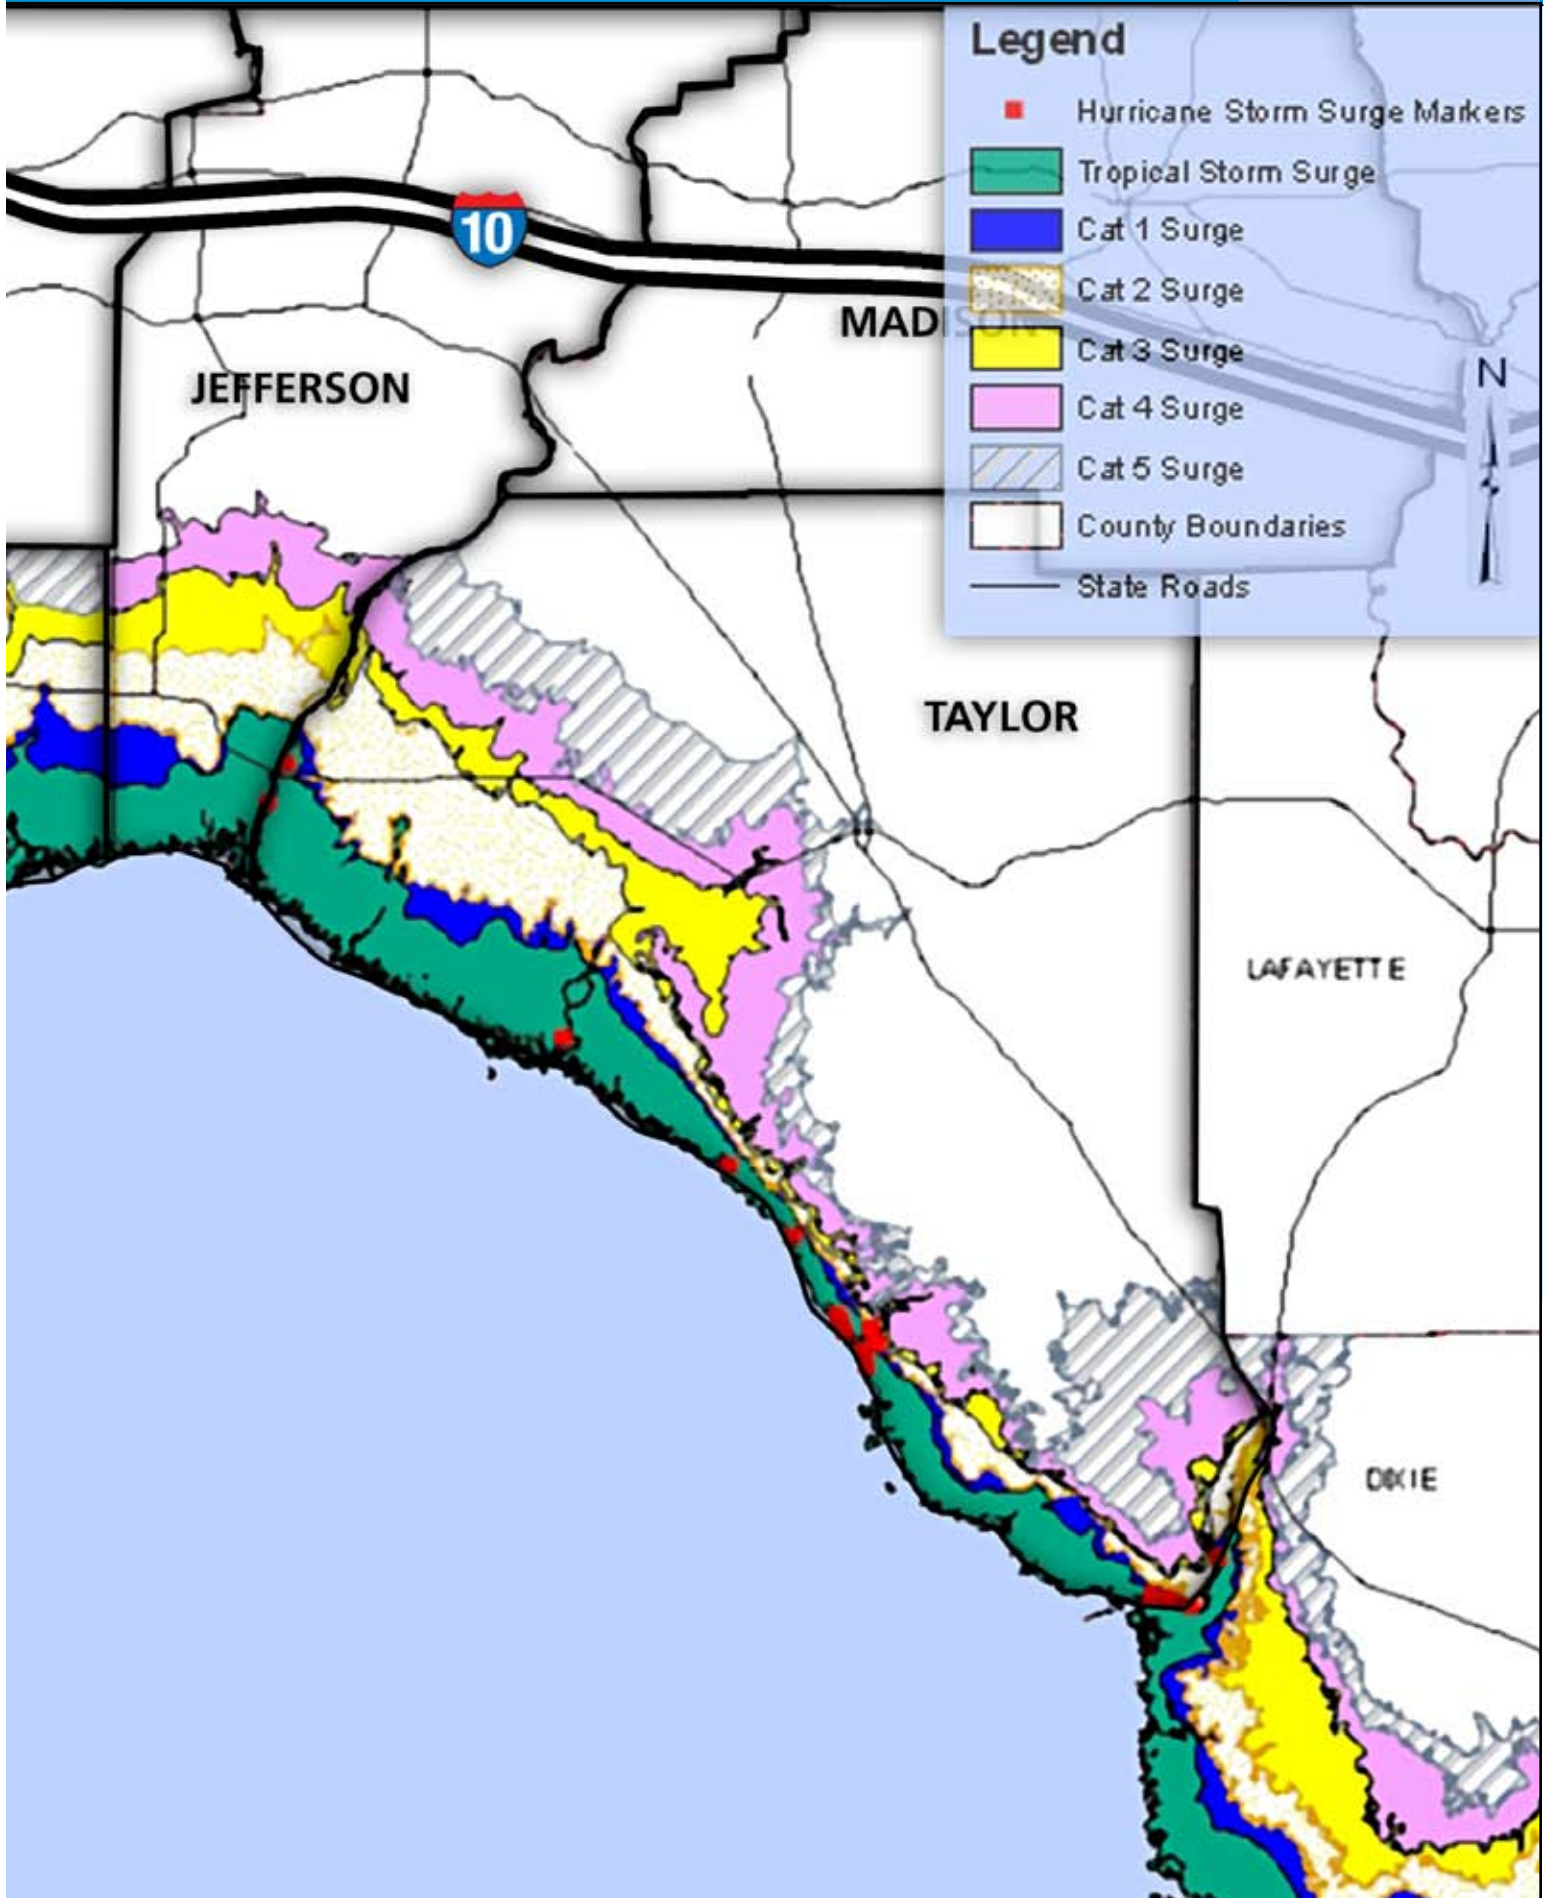 Legend
Hurricane Storm Surge Markers
Tropical Storm Surge
Cat 1 Surge
Cat 2 Surge
Cat 3 Surge
Cat 4 Surge
Cat 5 Surge
County Boundaries
State Roads
N
10
MADISON
JEFFERSON
TAYLOR
LAFAYETTE
DIXIE